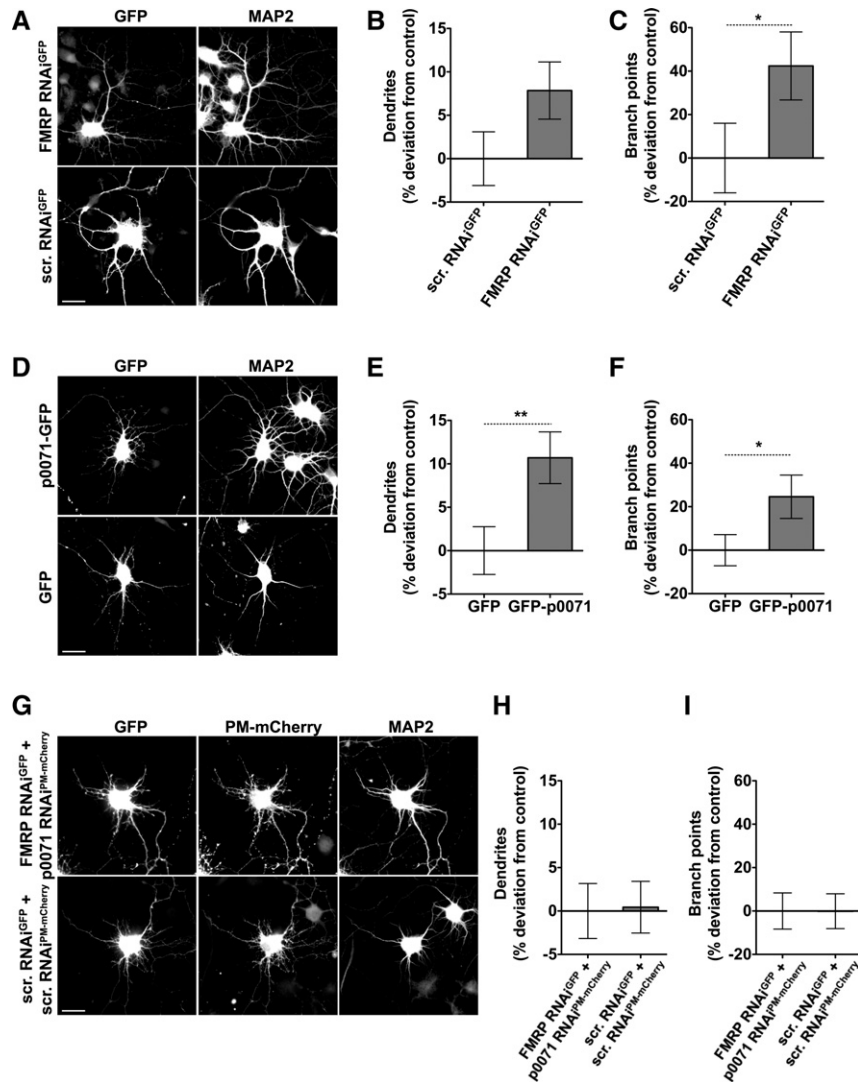 A
GFP MAP2
FMRP RNAi^GFP
scr. RNAi^GFP
B
Dendrites
(% deviation from control)
15
10
5
0
-5
scr. RNAi^GFP
FMRP RNAi^GFP
C
Branch points
(% deviation from control)
60
40
20
0
-20
*
scr. RNAi^GFP
FMRP RNAi^GFP
D
GFP MAP2
p0071-GFP
GFP
E
Dendrites
(% deviation from control)
15
10
5
0
-5
**
GFP GFP-p0071
F
Branch points
(% deviation from control)
60
40
20
0
-20
*
GFP GFP-p0071
G
GFP PM-mCherry MAP2
FMRP RNAi^GFP +
p0071 RNAi^PM-mCherry
scr. RNAi^GFP +
scr. RNAi^PM-mCherry
H
Dendrites
(% deviation from control)
15
10
5
0
-5
FMRP RNAi^GFP +
p0071 RNAi^PM-mCherry
scr. RNAi^GFP +
scr. RNAi^PM-mCherry
I
Branch points
(% deviation from control)
60
40
20
0
-20
FMRP RNAi^GFP +
p0071 RNAi^PM-mCherry
scr. RNAi^GFP +
scr. RNAi^PM-mCherry